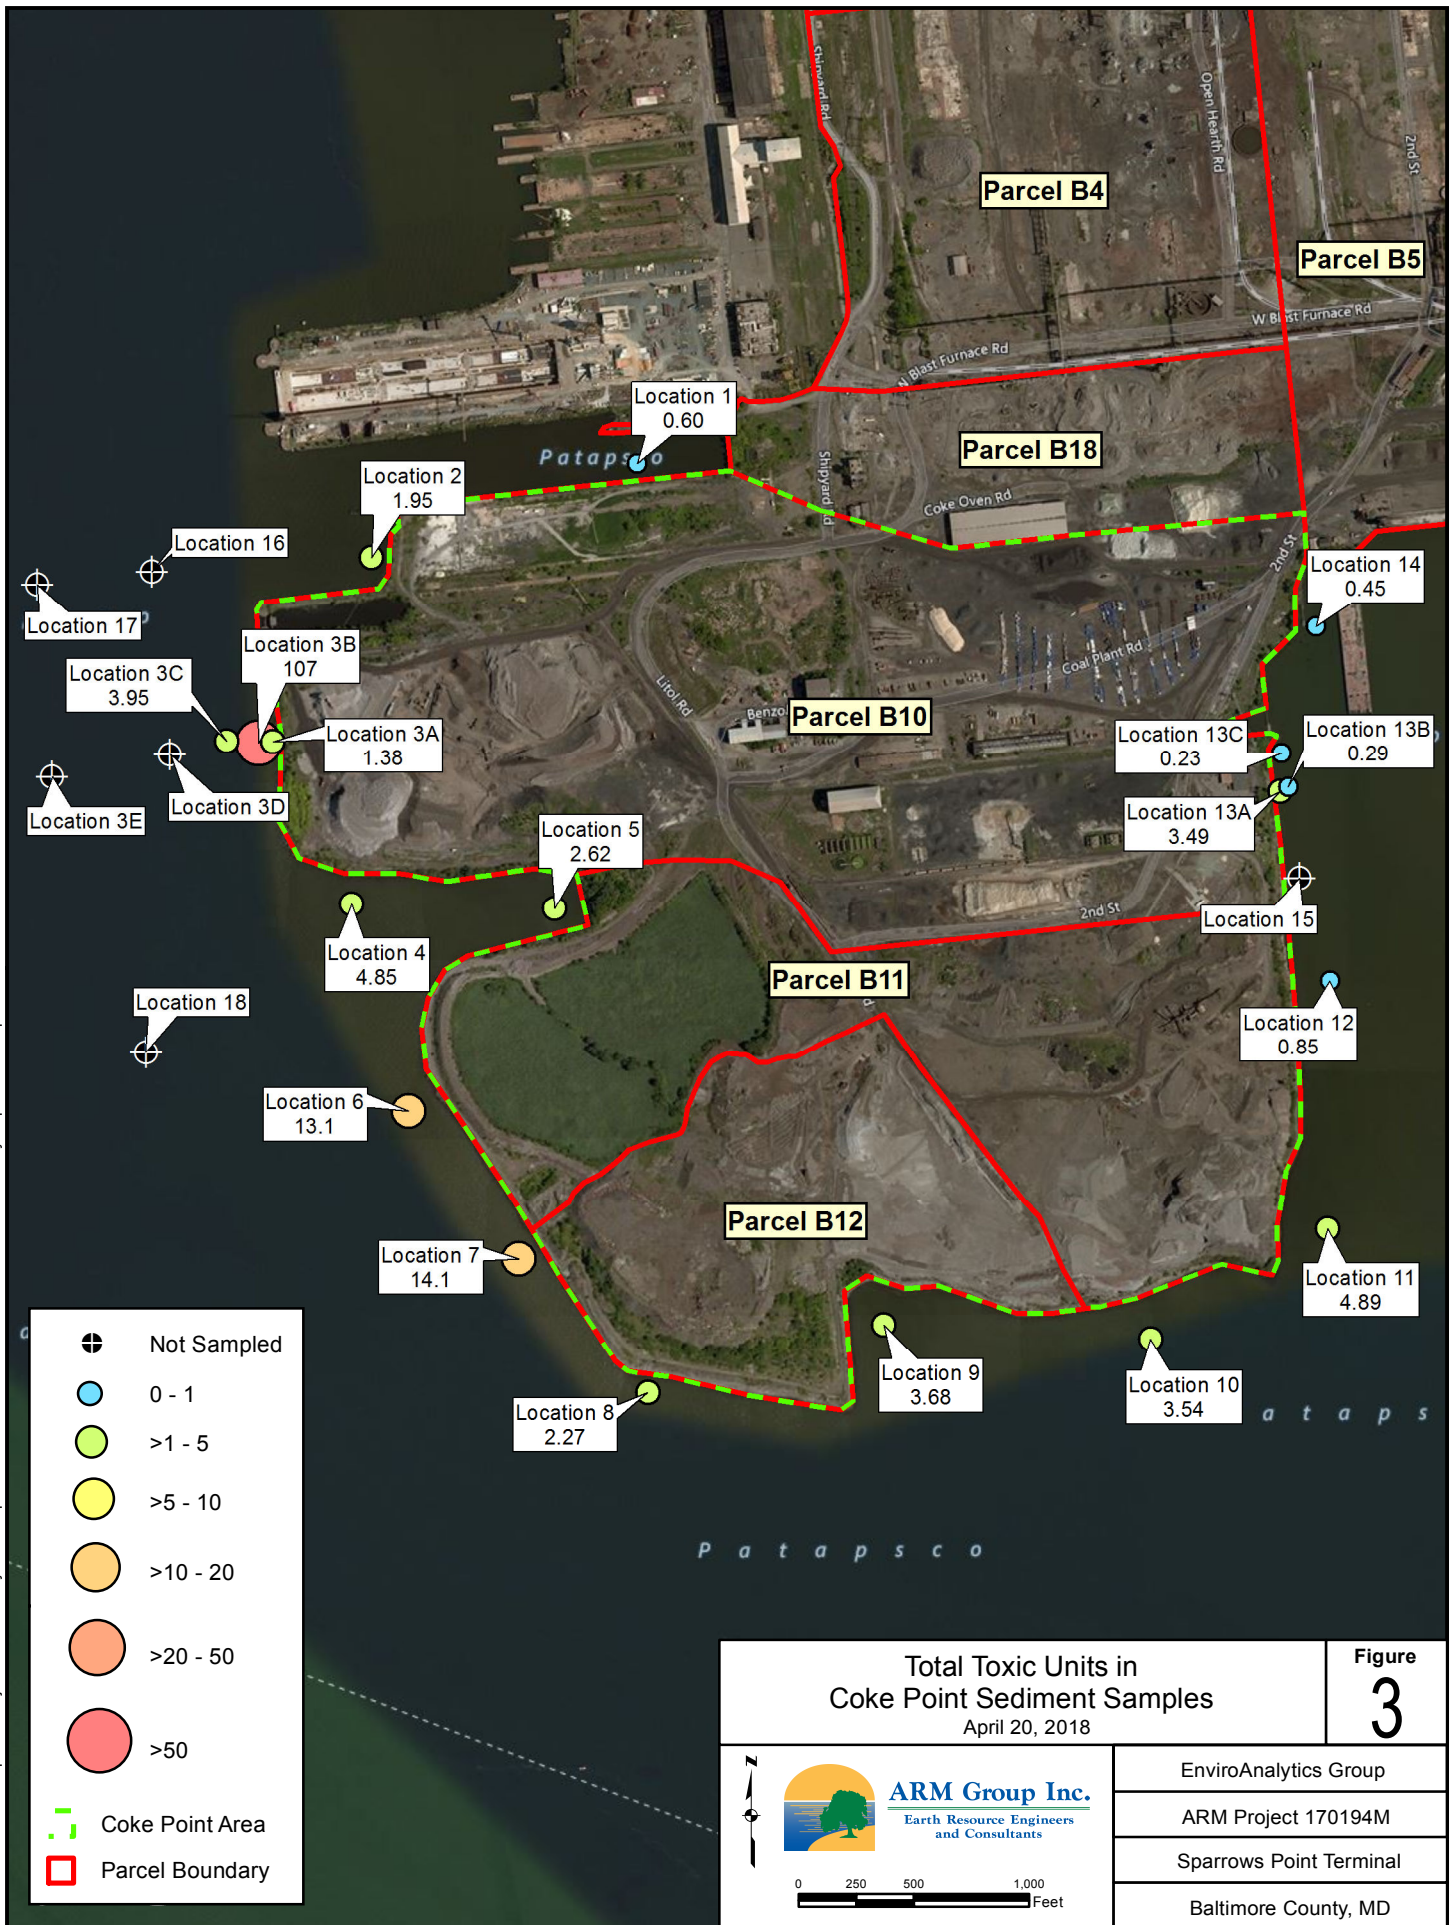 Shipyard Rd
Open Hearth Rd
2nd St
Parcel B4
Parcel B5
W Blast Furnace Rd
N Blast Furnace Rd
Location 1
0.60
Parcel B18
Patapsco
Shipyard Rd
Location 2
1.95
Coke Oven Rd
Location 16
2nd St
Location 14
0.45
Location 17
Location 3B
107
Coal Plant Rd
Location 3C
3.95
Litol Rd
Benzo
Parcel B10
Location 3A
1.38
Location 13C
0.23
Location 13B
0.29
Location 3D
Location 3E
Location 13A
3.49
Location 5
2.62
2nd St
Location 15
Location 4
4.85
Parcel B11
Location 18
Location 12
0.85
Location 6
13.1
Parcel B12
Location 7
14.1
Location 11
4.89
Location 9
3.68
Location 10
3.54
Location 8
2.27
a t a p s
P a t a p s c o
Not Sampled
0 - 1
>1 - 5
>5 - 10
>10 - 20
>20 - 50
>50
Coke Point Area
Parcel Boundary
Total Toxic Units in
Coke Point Sediment Samples
April 20, 2018
Figure
3
N
ARM Group Inc.
Earth Resource Engineers
and Consultants
0 250 500 1,000
Feet
EnviroAnalytics Group
ARM Project 170194M
Sparrows Point Terminal
Baltimore County, MD